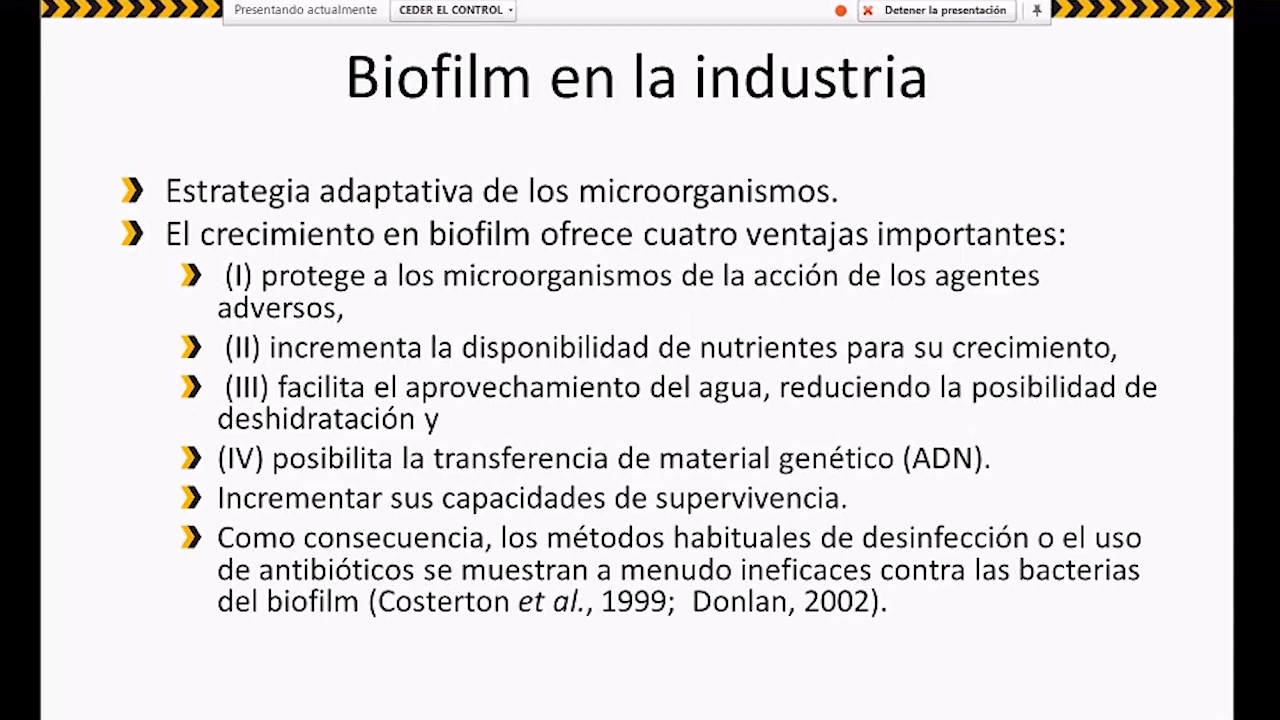 Presentando actualmente CEDER EL CONTROL Detener la presentación
Biofilm en la industria
Estrategia adaptativa de los microorganismos.
El crecimiento en biofilm ofrece cuatro ventajas importantes:
(I) protege a los microorganismos de la acción de los agentes
adversos,
(II) incrementa la disponibilidad de nutrientes para su crecimiento,
(III) facilita el aprovechamiento del agua, reduciendo la posibilidad de
deshidratación y
(IV) posibilita la transferencia de material genético (ADN).
Incrementar sus capacidades de supervivencia.
Como consecuencia, los métodos habituales de desinfección o el uso
de antibióticos se muestran a menudo ineficaces contra las bacterias
del biofilm (Costerton et al., 1999; Donlan, 2002).